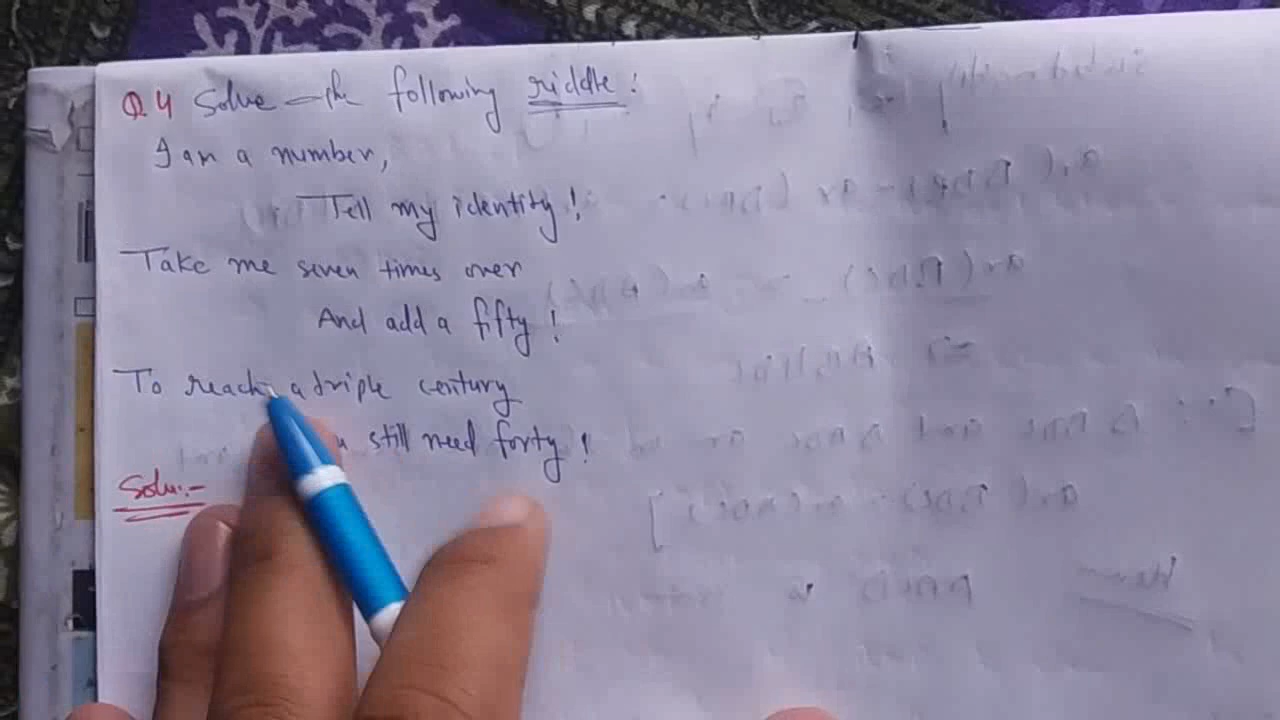 Q.4 Solve the following riddle:
I am a number,
Tell my identity!
Take me seven times over
And add a fifty!
To reach a triple century
still need forty!
Solu:-